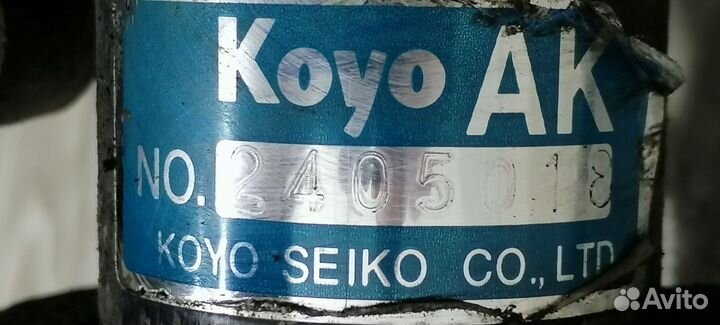 Koyo AK
NO. 2405018
KOYO SEIKO CO., LTD
Avito